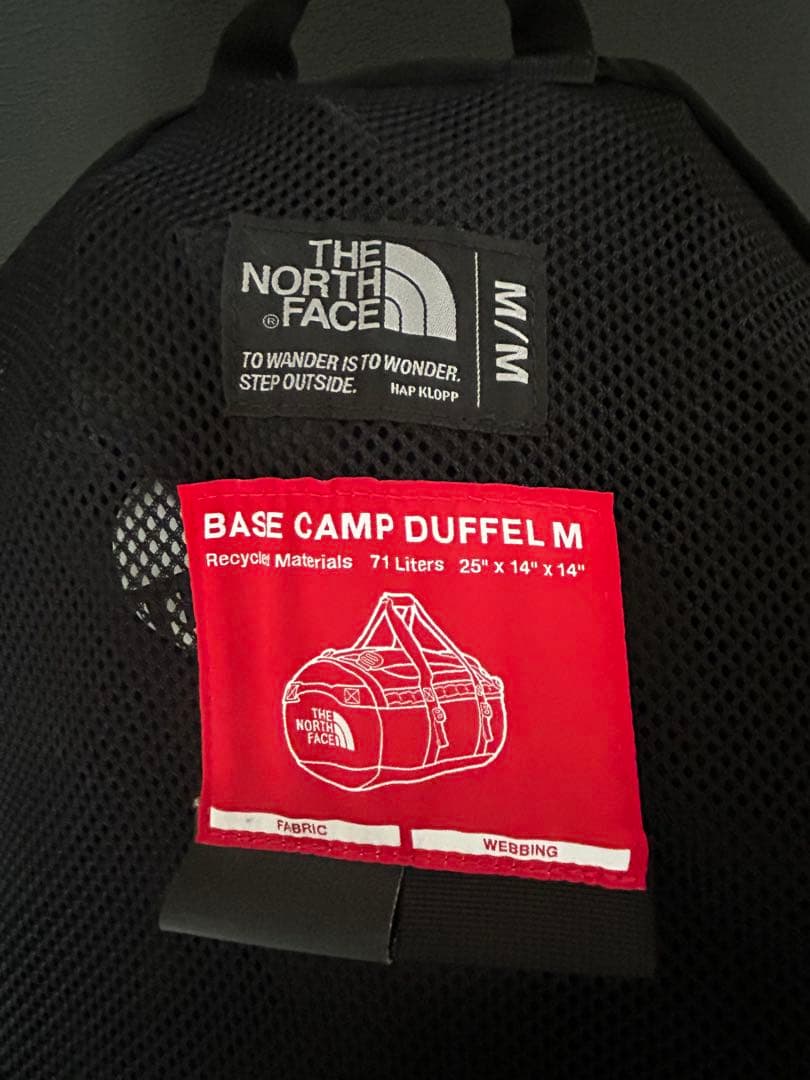 THE
NORTH
® FACE
M/M
TO WANDER IS TO WONDER.
STEP OUTSIDE. HAP KLOPP
BASE CAMP DUFFEL M
Recycled Materials 71 Liters 25" x 14" x 14"
THE
NORTH
FACE
FABRIC
WEBBING